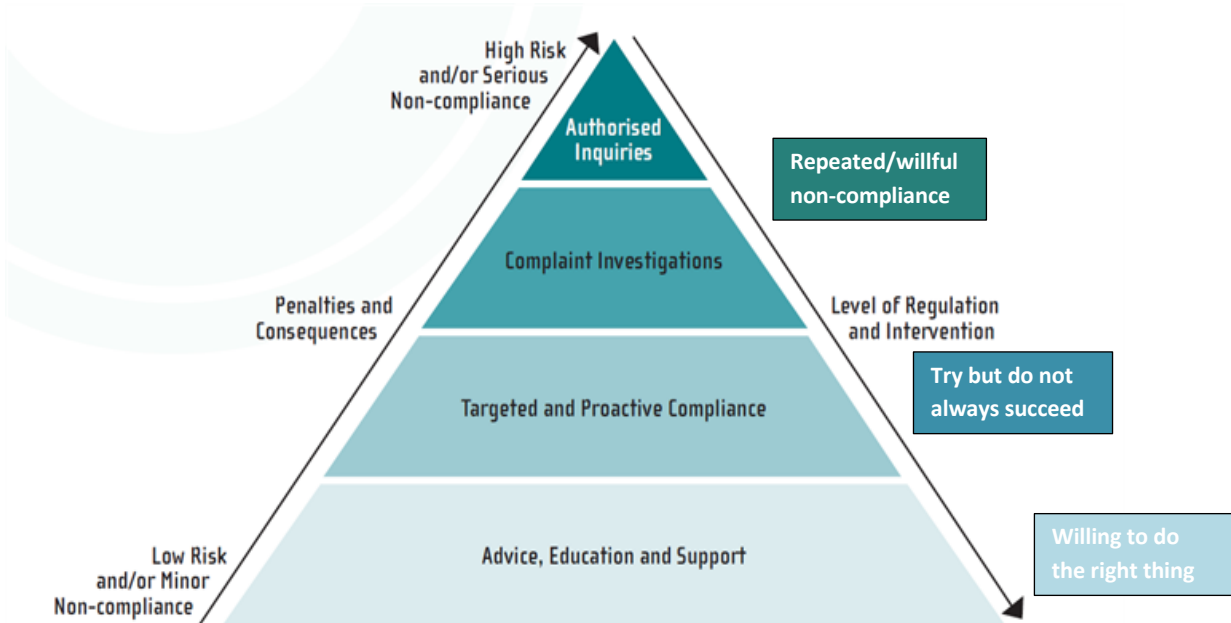 High Risk
and/or Serious
Non-compliance
Authorised
Inquiries
Repeated/willful
non-compliance
Complaint Investigations
Penalties and
Consequences
Level of Regulation
and Intervention
Try but do not
always succeed
Targeted and Proactive Compliance
Willing to do
the right thing
Low Risk
and/or Minor
Non-compliance
Advice, Education and Support